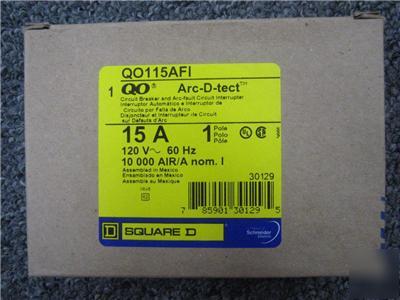 QO115AFI
1 QO® Arc-D-tect™
Circuit Breaker and Arc-fault Circuit Interrupter
Interruptor Automático e Interruptor de
Circuito por Falla de Arco
Disjoncteur et Interrupteur de Circuit
sur Défauts d'Arc
15 A 1 Pole
Polo
Pôle
120 V~ 60 Hz
10 000 AIR/A nom. I
Assembled in Mexico
Ensamblado en Mexico
Assemblé au Mexique
30129
7 85901 30129 5
D SQUARE D
Schneider
Electric
UL